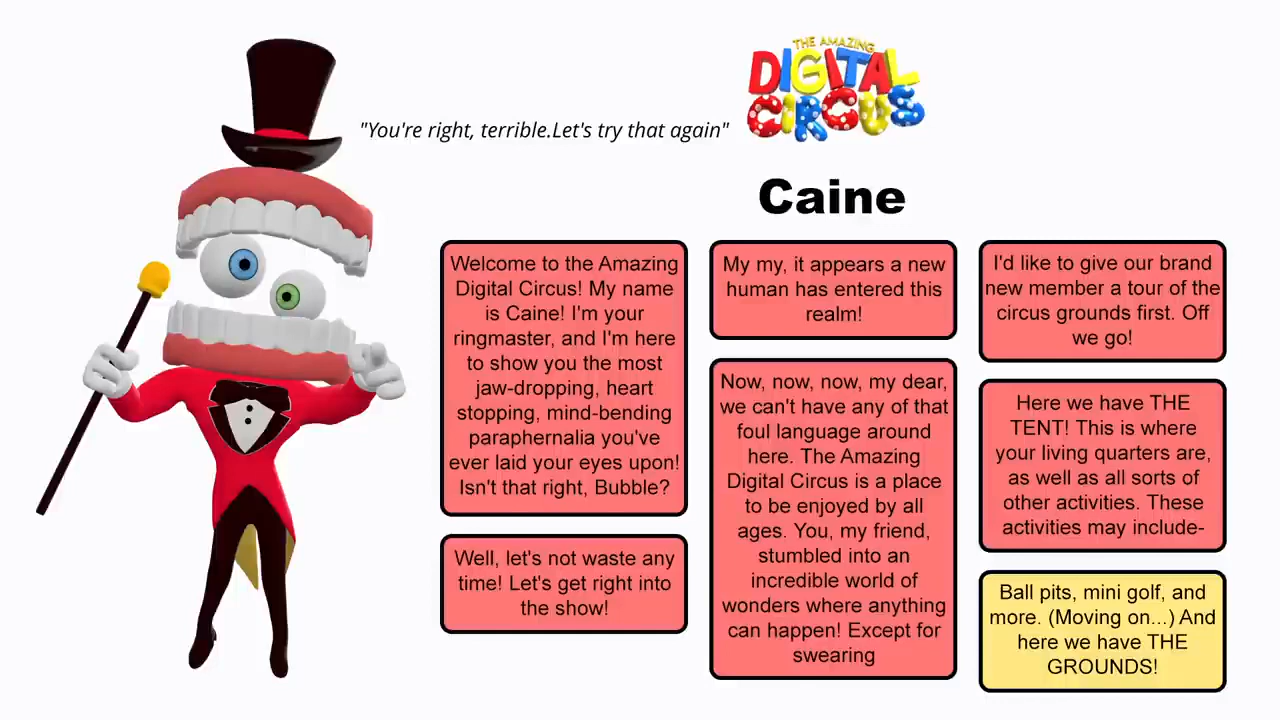 THE AMAZING
DIGITAL
CIRCUS
"You're right, terrible.Let's try that again"
Caine
Welcome to the Amazing
Digital Circus! My name
is Caine! I'm your
ringmaster, and I'm here
to show you the most
jaw-dropping, heart
stopping, mind-bending
paraphernalia you've
ever laid your eyes upon!
Isn't that right, Bubble?
Well, let's not waste any
time! Let's get right into
the show!
My my, it appears a new
human has entered this
realm!
Now, now, now, my dear,
we can't have any of that
foul language around
here. The Amazing
Digital Circus is a place
to be enjoyed by all
ages. You, my friend,
stumbled into an
incredible world of
wonders where anything
can happen! Except for
swearing
I'd like to give our brand
new member a tour of the
circus grounds first. Off
we go!
Here we have THE
TENT! This is where
your living quarters are,
as well as all sorts of
other activities. These
activities may include-
Ball pits, mini golf, and
more. (Moving on...) And
here we have THE
GROUNDS!